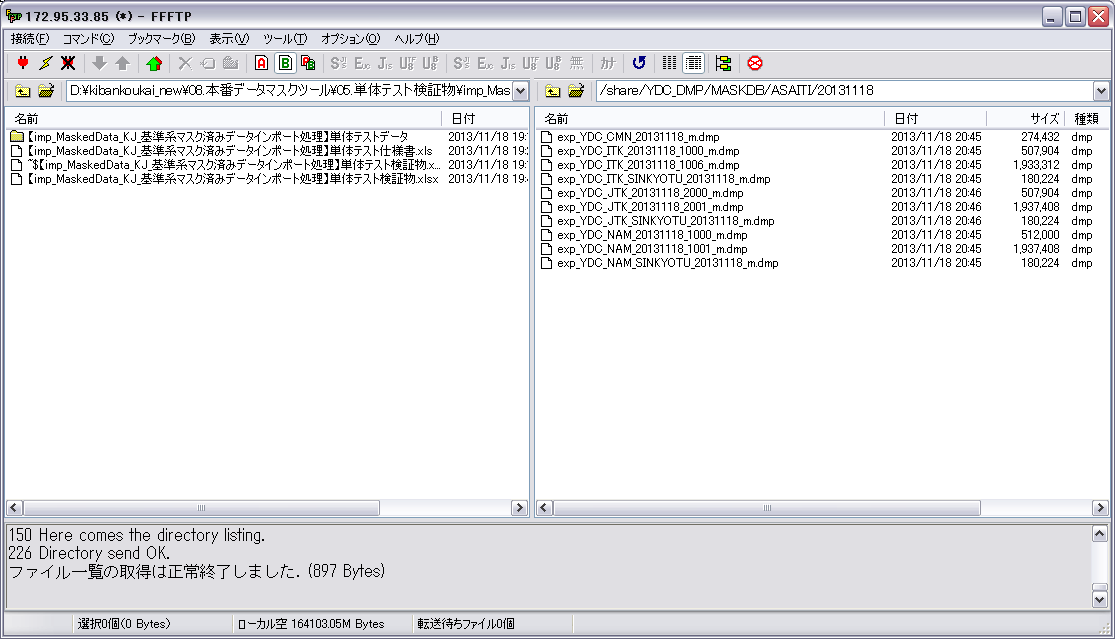 172.95.33.85 (*) - FFFTP
接続(F) コマンド(C) ブックマーク(B) 表示(V) ツール(T) オプション(O) ヘルプ(H)
A B 無 カナ
D:¥kibankoukai_new¥08.本番データマスクツール¥05.単体テスト検証物¥imp_Mas /share/YDC_DMP/MASKDB/ASAITI/20131118
名前 日付 名前 日付 サイズ 種類
【imp_MaskedData_KJ_基準系マスク済みデータインポート処理】単体テストデータ 2013/11/18 19:
【imp_MaskedData_KJ_基準系マスク済みデータインポート処理】単体テスト仕様書.xls 2013/11/18 19:
~$【imp_MaskedData_KJ_基準系マスク済みデータインポート処理】単体テスト検証物.x... 2013/11/18 19:
【imp_MaskedData_KJ_基準系マスク済みデータインポート処理】単体テスト検証物.xlsx 2013/11/18 19:
exp_YDC_CMN_20131118_m.dmp 2013/11/18 20:45 274,432 dmp
exp_YDC_ITK_20131118_1000_m.dmp 2013/11/18 20:45 507,904 dmp
exp_YDC_ITK_20131118_1006_m.dmp 2013/11/18 20:45 1,933,312 dmp
exp_YDC_ITK_SINKYOTU_20131118_m.dmp 2013/11/18 20:45 180,224 dmp
exp_YDC_JTK_20131118_2000_m.dmp 2013/11/18 20:46 507,904 dmp
exp_YDC_JTK_20131118_2001_m.dmp 2013/11/18 20:46 1,937,408 dmp
exp_YDC_JTK_SINKYOTU_20131118_m.dmp 2013/11/18 20:46 180,224 dmp
exp_YDC_NAM_20131118_1000_m.dmp 2013/11/18 20:45 512,000 dmp
exp_YDC_NAM_20131118_1001_m.dmp 2013/11/18 20:45 1,937,408 dmp
exp_YDC_NAM_SINKYOTU_20131118_m.dmp 2013/11/18 20:45 180,224 dmp
150 Here comes the directory listing.
226 Directory send OK.
ファイル一覧の取得は正常終了しました. (897 Bytes)
選択0個(0 Bytes) ローカル空 164103.05M Bytes 転送待ちファイル0個